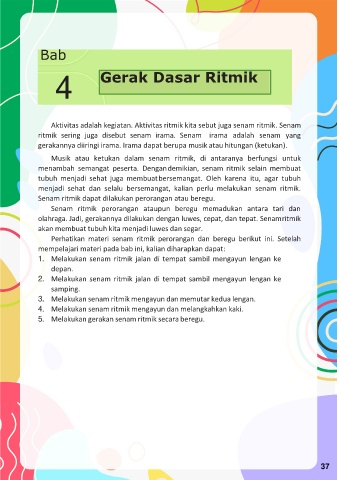 Bab
4
Gerak Dasar Ritmik
Aktivitas adalah kegiatan. Aktivitas ritmik kita sebut juga senam ritmik. Senam
ritmik sering juga disebut senam irama. Senam irama adalah senam yang
gerakannya diiringi irama. Irama dapat berupa musik atau hitungan (ketukan).
Musik atau ketukan dalam senam ritmik, di antaranya berfungsi untuk
menambah semangat peserta. Dengandemikian, senam ritmik selain membuat
tubuh menjadi sehat juga membuatbersemangat. Oleh karena itu, agar tubuh
menjadi sehat dan selalu bersemangat, kalian perlu melakukan senam ritmik.
Senam ritmik dapat dilakukan perorangan atau beregu.
Senam ritmik perorangan ataupun beregu memadukan antara tari dan
olahraga. Jadi, gerakannya dilakukan dengan luwes, cepat, dan tepat. Senamritmik
akan membuat tubuh kita menjadi luwes dan segar.
Perhatikan materi senam ritmik perorangan dan beregu berikut ini. Setelah
mempelajari materi pada bab ini, kalian diharapkan dapat:
1. Melakukan senam ritmik jalan di tempat sambil mengayun lengan ke
depan.
2. Melakukan senam ritmik jalan di tempat sambil mengayun lengan ke
samping.
3. Melakukan senam ritmik mengayun dan memutar kedua lengan.
4. Melakukan senam ritmik mengayun dan melangkahkan kaki.
5. Melakukan gerakan senam ritmik secara beregu.
37